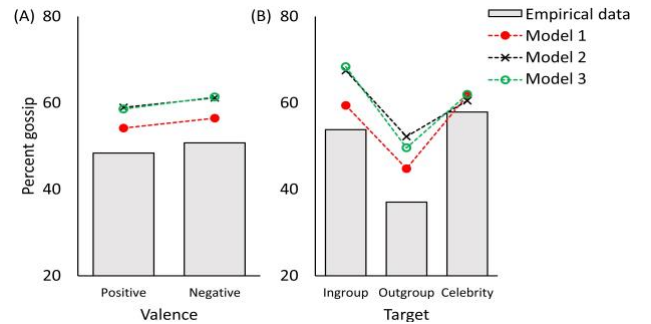 (A)
80
60
40
20
Percent gossip
Positive
Negative
Valence
(B)
80
60
40
20
Ingroup
Outgroup
Celebrity
Target
Empirical data
Model 1
Model 2
Model 3